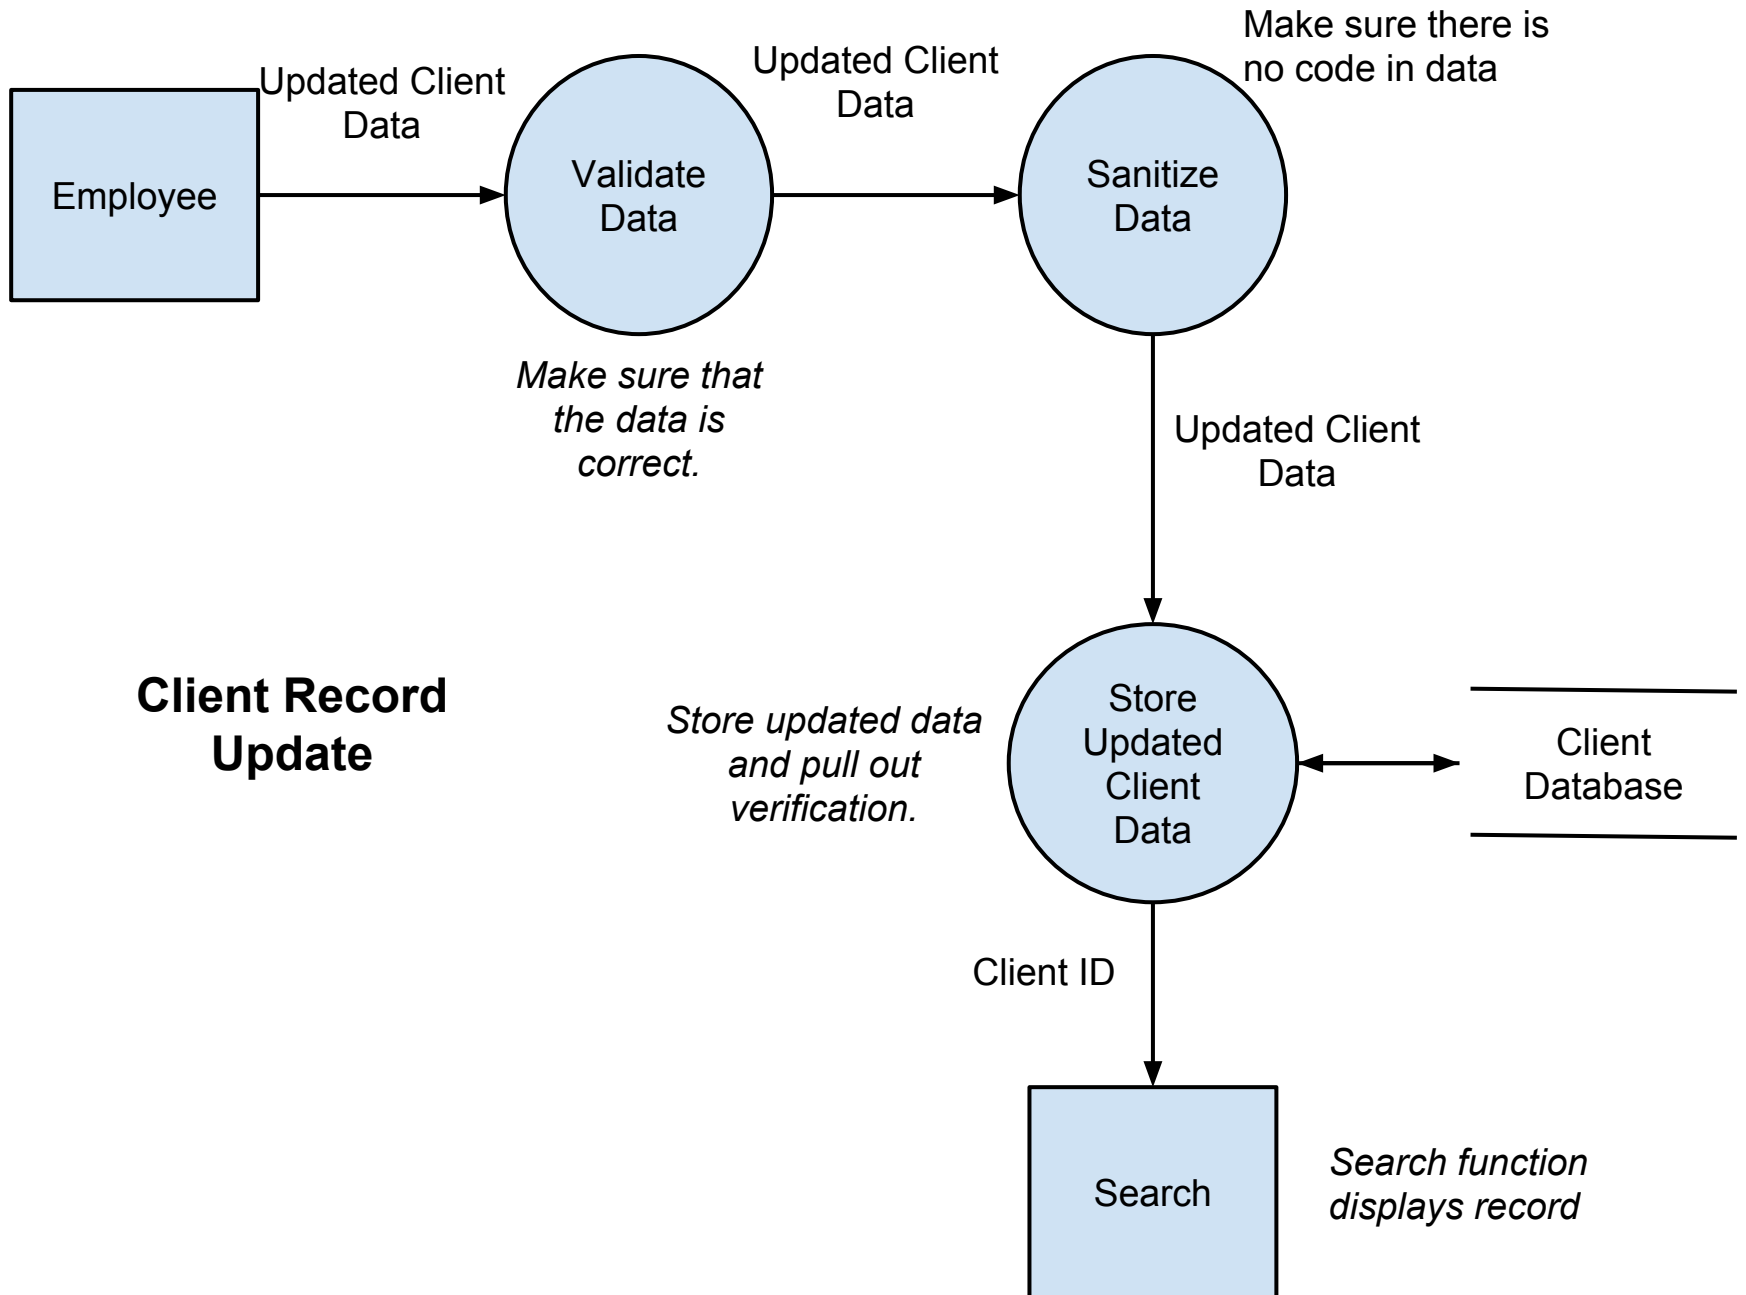 Make sure there is
no code in data
Updated Client
Data
Updated Client
Data
Employee
Validate
Data
Sanitize
Data
Make sure that
the data is
correct.
Updated Client
Data
Client Record
Update
Store updated data
and pull out
verification.
Store
Updated
Client
Data
Client
Database
Client ID
Search
Search function
displays record